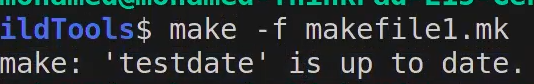 ildTools$ make -f makefile1.mk
make: 'testdate' is up to date.